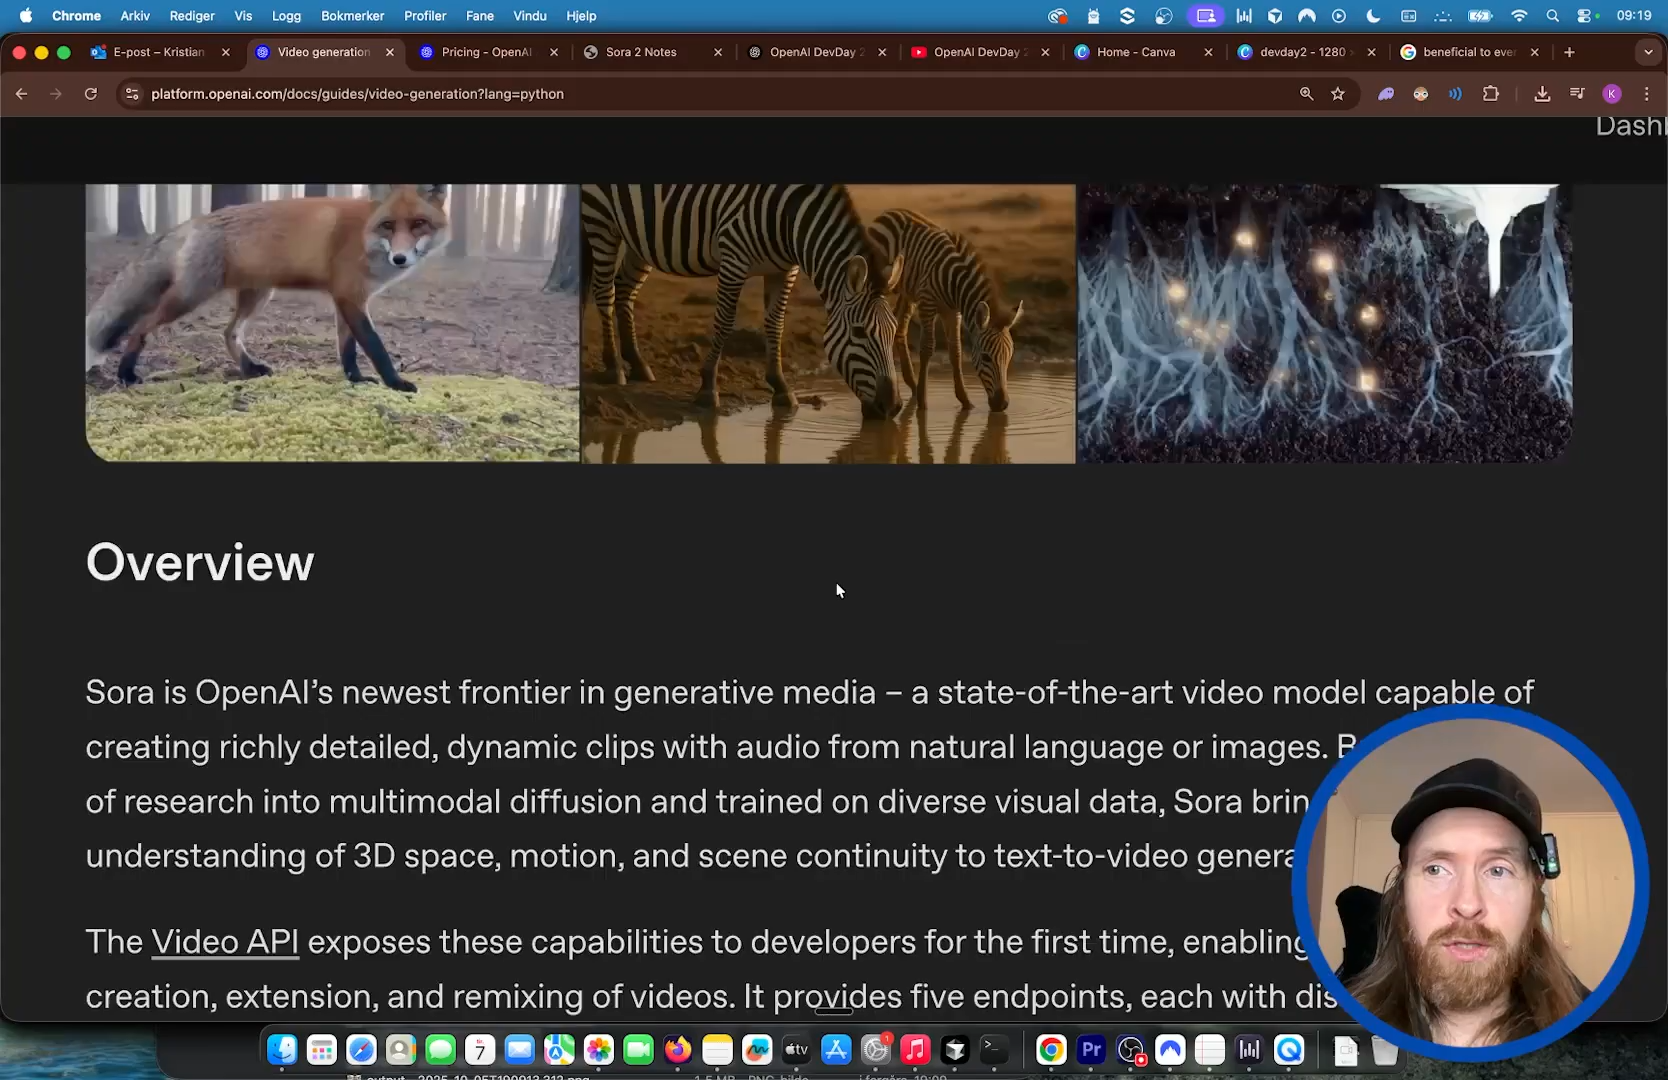 Chrome Arkiv Rediger Vis Logg Bokmerker Profiler Fane Vindu Hjelp 09:19
E-post – Kristian Video generation Pricing - OpenAI Sora 2 Notes OpenAI DevDay 2 OpenAI DevDay 2 Home - Canva devday2 - 1280 beneficial to ever
platform.openai.com/docs/guides/video-generation?lang=python K
Dash
Overview
Sora is OpenAI’s newest frontier in generative media – a state-of-the-art video model capable of
creating richly detailed, dynamic clips with audio from natural language or images. B
of research into multimodal diffusion and trained on diverse visual data, Sora brin
understanding of 3D space, motion, and scene continuity to text-to-video genera
The Video API exposes these capabilities to developers for the first time, enabling
creation, extension, and remixing of videos. It provides five endpoints, each with dis
7 tv 1 Pr